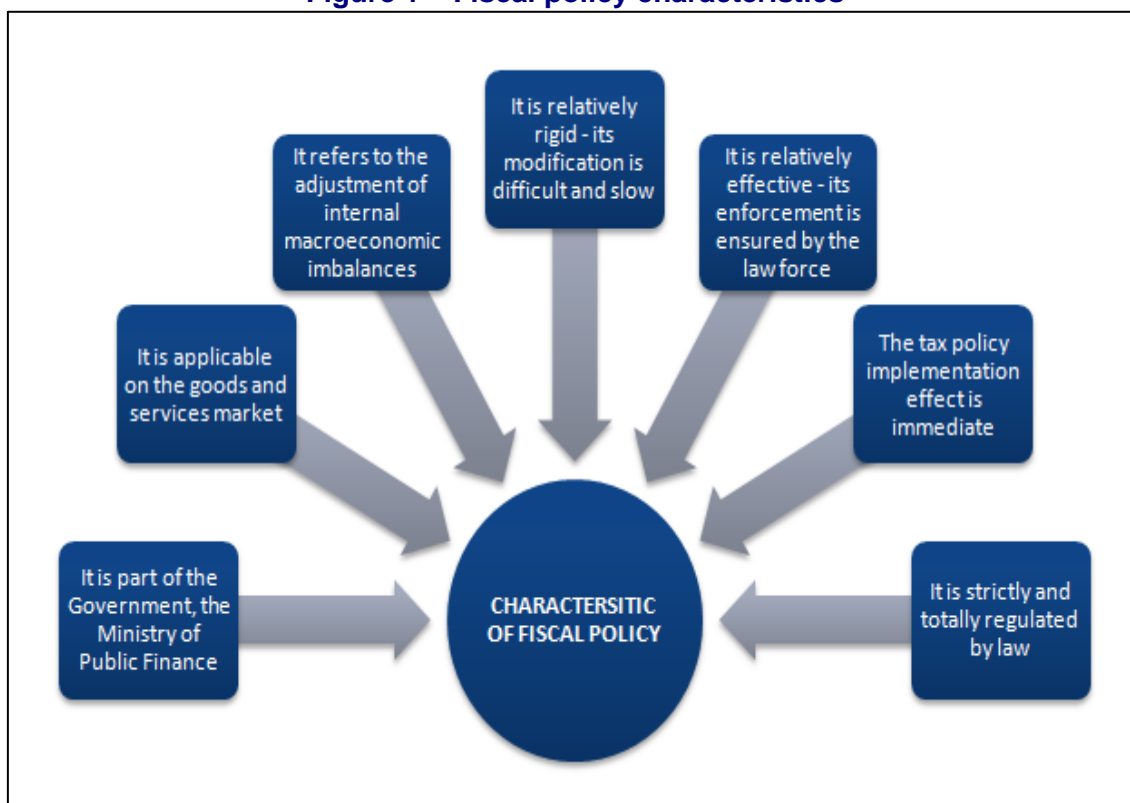 Figure 1 – Fiscal policy characteristics
It is relatively
rigid - its
modification is
difficult and slow
It refers to the
adjustment of
internal
macroeconomic
imbalances
It is relatively
effective - its
enforcement is
ensured by the
law force
It is applicable
on the goods and
services market
The tax policy
implementation
effect is
immediate
It is part of the
Government, the
Ministry of
Public Finance
CHARACTERSITIC
OF FISCAL POLICY
It is strictly and
totally regulated
by law